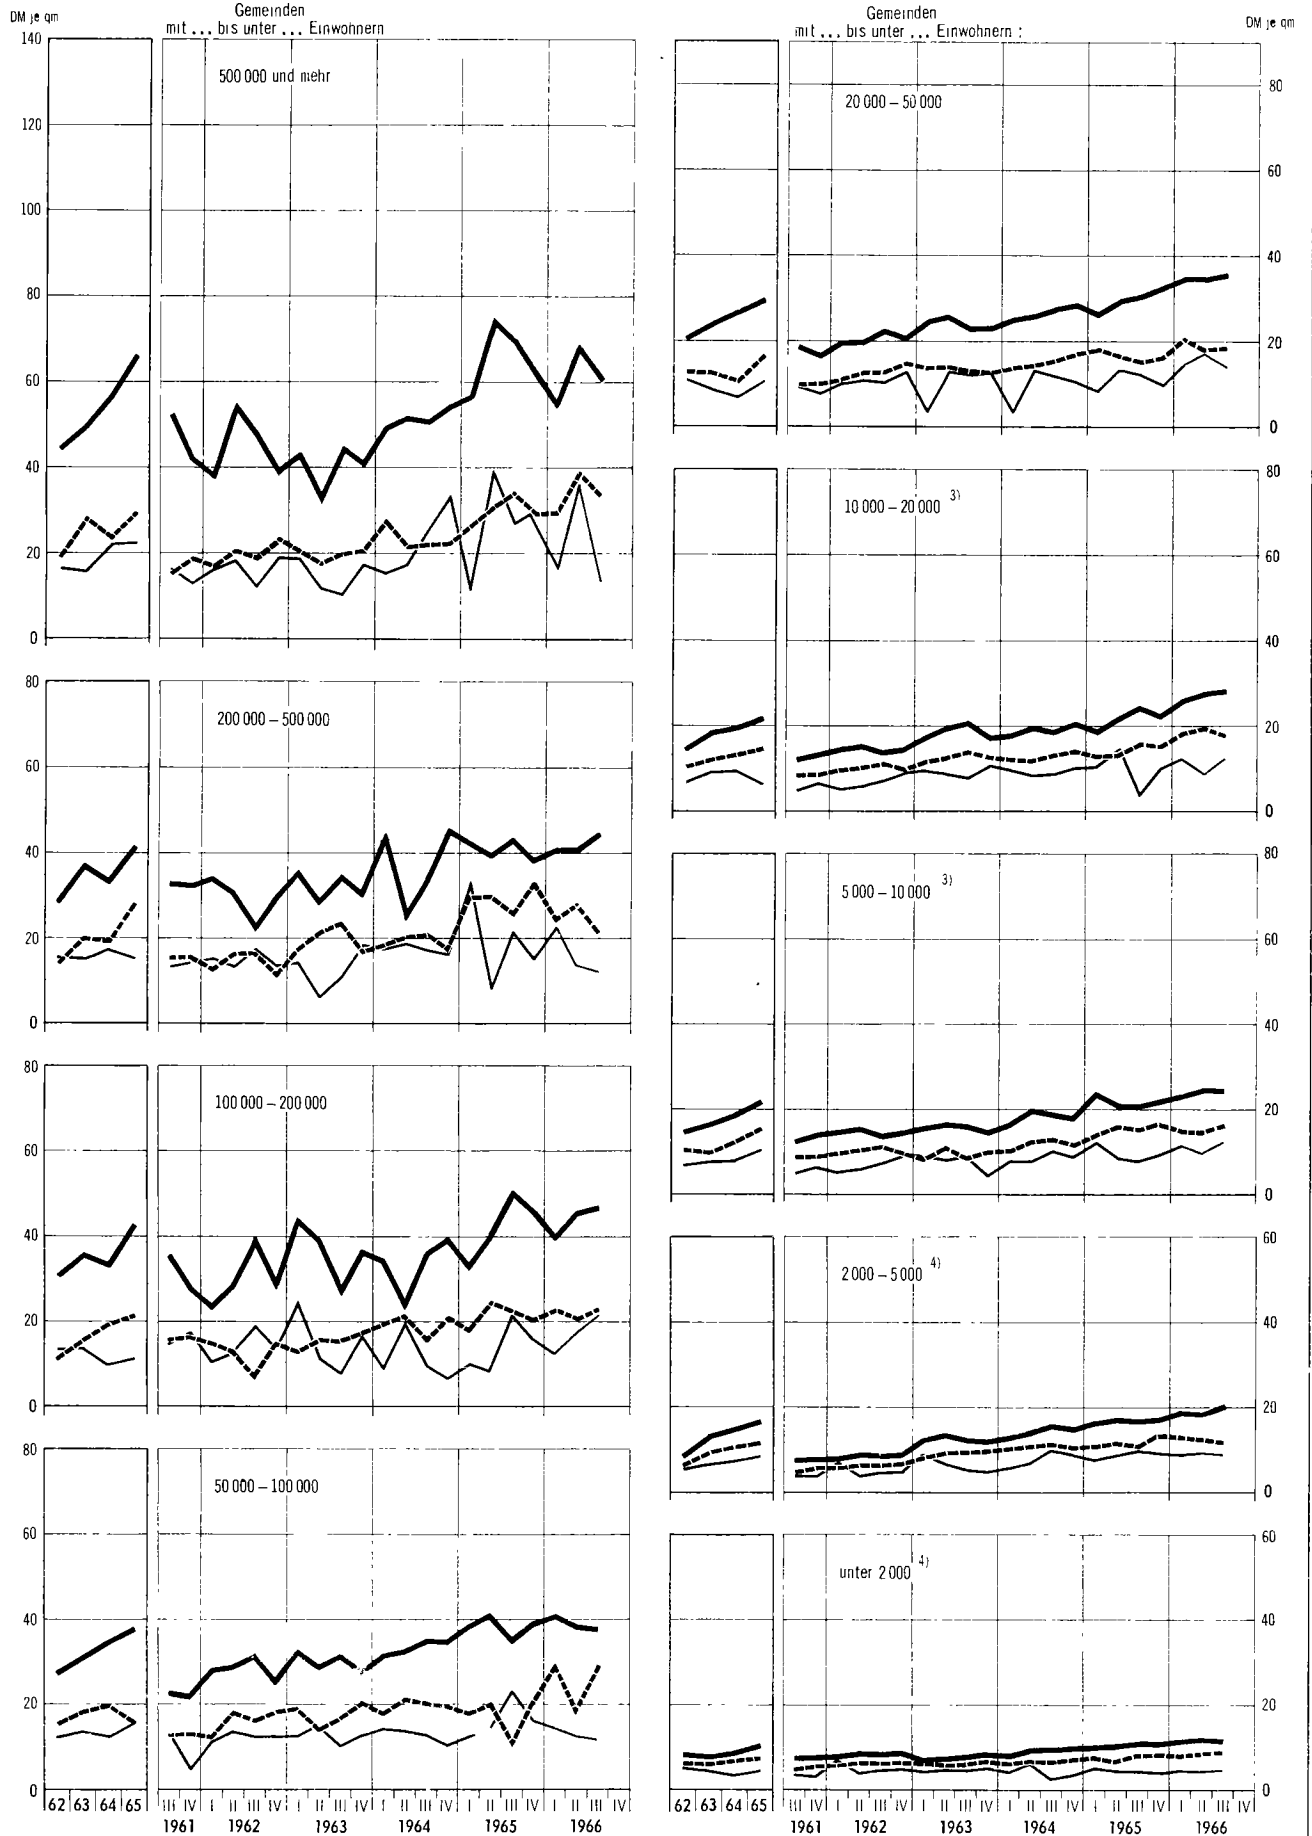 DM je qm
Gemeinden
mit ... bis unter ... Einwohnern
140
500 000 und mehr
120
100
80
60
40
20
0
80
200 000 – 500 000
60
40
20
0
80
100 000 – 200 000
60
40
20
0
80
50 000 – 100 000
60
40
20
0
62 63 64 65 III IV I II III IV I II III IV I II III IV I II III IV I II III IV
1961 1962 1963 1964 1965 1966
Gemeinden
mit ... bis unter ... Einwohnern :
DM je qm
80
20 000 – 50 000
60
40
20
0
80
10 000 – 20 000 3)
60
40
20
0
80
5 000 – 10 000 3)
60
40
20
0
60
2 000 – 5 000 4)
40
20
0
60
unter 2 000 4)
40
20
0
62 63 64 65 III IV I II III IV I II III IV I II III IV I II III IV I II III IV
1961 1962 1963 1964 1965 1966